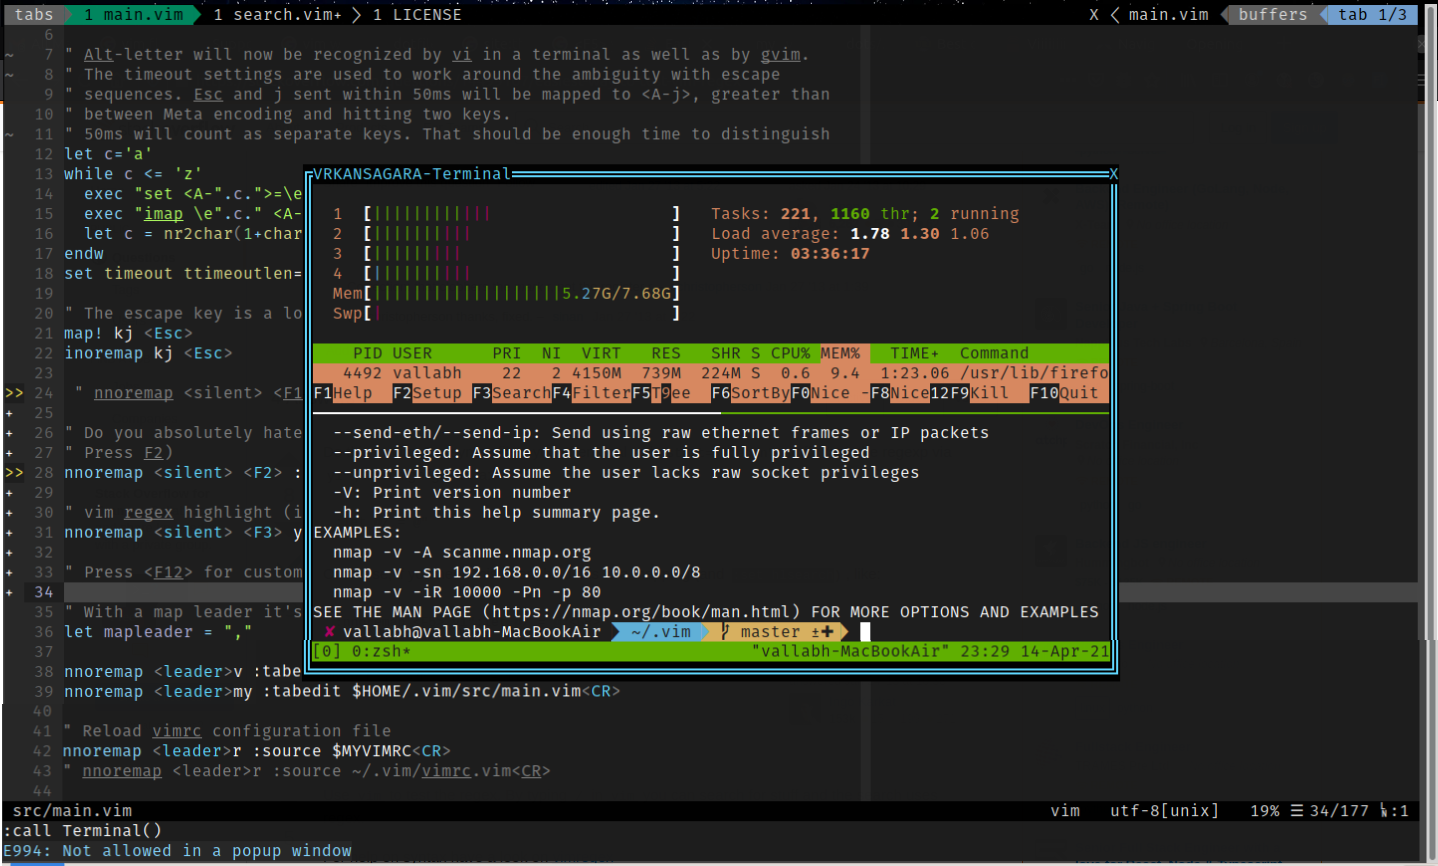 tabs 1 main.vim 1 search.vim+ 1 LICENSE X main.vim buffers tab 1/3
6
~ 7 " Alt-letter will now be recognized by vi in a terminal as well as by gvim.
~ 8 " The timeout settings are used to work around the ambiguity with escape
9 " sequences. Esc and j sent within 50ms will be mapped to <A-j>, greater than
10 " between Meta encoding and hitting two keys.
~ 11 " 50ms will count as separate keys. That should be enough time to distinguish
12 let c='a'
13 while c <= 'z'
14 exec "set <A-".c.">=\e
15 exec "imap \e".c." <A-
16 let c = nr2char(1+char
17 endw
18 set timeout ttimeoutlen=
19
20 " The escape key is a lo
21 map! kj <Esc>
22 inoremap kj <Esc>
23
>> 24 " nnoremap <silent> <F1
+ 25
+ 26 " Do you absolutely hate
+ 27 " Press F2)
>> 28 nnoremap <silent> <F2> :
+ 29
+ 30 " vim regex highlight (i
+ 31 nnoremap <silent> <F3> y
+ 32
+ 33 " Press <F12> for custom
+ 34
35 " With a map leader it's
36 let mapleader = ","
37
38 nnoremap <leader>v :tabe
39 nnoremap <leader>my :tabedit $HOME/.vim/src/main.vim<CR>
40
41 " Reload vimrc configuration file
42 nnoremap <leader>r :source $MYVIMRC<CR>
43 " nnoremap <leader>r :source ~/.vim/vimrc.vim<CR>
44
VRKANSAGARA-Terminal X
1 [||||||||||||] Tasks: 221, 1160 thr; 2 running
2 [||||||||||] Load average: 1.78 1.30 1.06
3 [|||||||||] Uptime: 03:36:17
4 [||||||||||]
Mem[|||||||||||||||||||5.27G/7.68G]
Swp[|]
PID USER PRI NI VIRT RES SHR S CPU% MEM% TIME+ Command
4492 vallabh 22 2 4150M 739M 224M S 0.6 9.4 1:23.06 /usr/lib/firefo
F1Help F2Setup F3SearchF4FilterF5T9ee F6SortByF0Nice -F8Nice12F9Kill F10Quit
--send-eth/--send-ip: Send using raw ethernet frames or IP packets
--privileged: Assume that the user is fully privileged
--unprivileged: Assume the user lacks raw socket privileges
-V: Print version number
-h: Print this help summary page.
EXAMPLES:
nmap -v -A scanme.nmap.org
nmap -v -sn 192.168.0.0/16 10.0.0.0/8
nmap -v -iR 10000 -Pn -p 80
SEE THE MAN PAGE (https://nmap.org/book/man.html) FOR MORE OPTIONS AND EXAMPLES
✘ vallabh@vallabh-MacBookAir ~/.vim master ±✚
[0] 0:zsh* "vallabh-MacBookAir" 23:29 14-Apr-21
src/main.vim vim utf-8[unix] 19% ☰ 34/177 ㏑:1
:call Terminal()
E994: Not allowed in a popup window